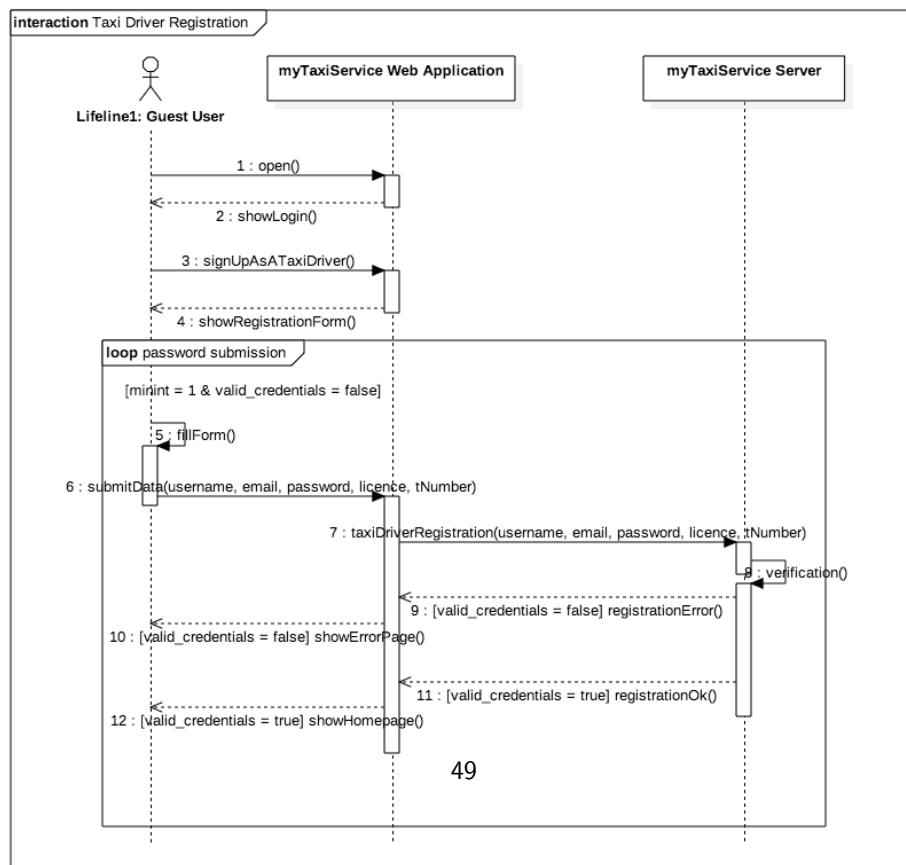 interaction Taxi Driver Registration
myTaxiService Web Application
myTaxiService Server
Lifeline1: Guest User
1 : open()
2 : showLogin()
3 : signUpAsATaxiDriver()
4 : showRegistrationForm()
loop password submission
[minint = 1 & valid_credentials = false]
5 : fillForm()
6 : submitData(username, email, password, licence, tNumber)
7 : taxiDriverRegistration(username, email, password, licence, tNumber)
8 : verification()
9 : [valid_credentials = false] registrationError()
10 : [valid_credentials = false] showErrorPage()
11 : [valid_credentials = true] registrationOk()
12 : [valid_credentials = true] showHomepage()
49